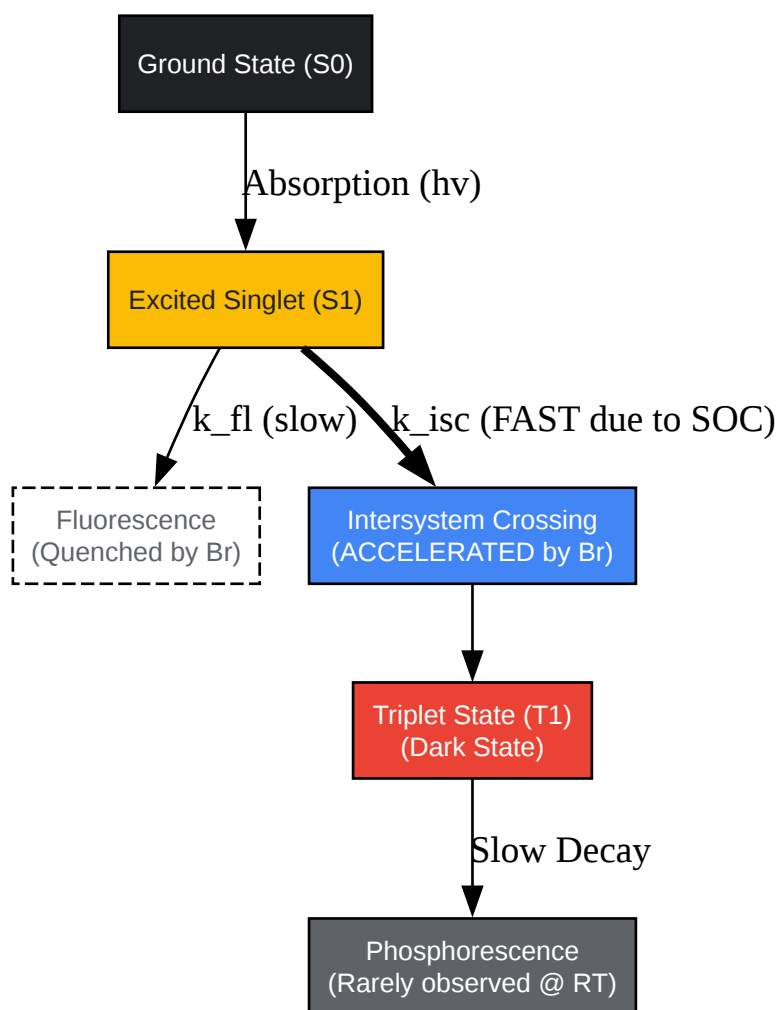 Ground State (S0)
Absorption (hv)
Excited Singlet (S1)
k_fl (slow)
k_isc (FAST due to SOC)
Fluorescence
(Quenched by Br)
Intersystem Crossing
(ACCELERATED by Br)
Triplet State (T1)
(Dark State)
Slow Decay
Phosphorescence
(Rarely observed @ RT)